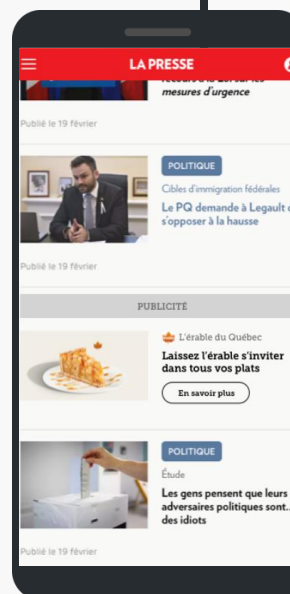 LA PRESSE
mesures d'urgence
Publié le 19 février
POLITIQUE
Cibles d'immigration fédérales
Le PQ demande à Legault
s'opposer à la hausse
Publié le 19 février
PUBLICITÉ
L'érable du Québec
Laissez l'érable s'inviter
dans tous vos plats
En savoir plus
POLITIQUE
Étude
Les gens pensent que leurs
adversaires politiques sont...
des idiots
Publié le 19 février